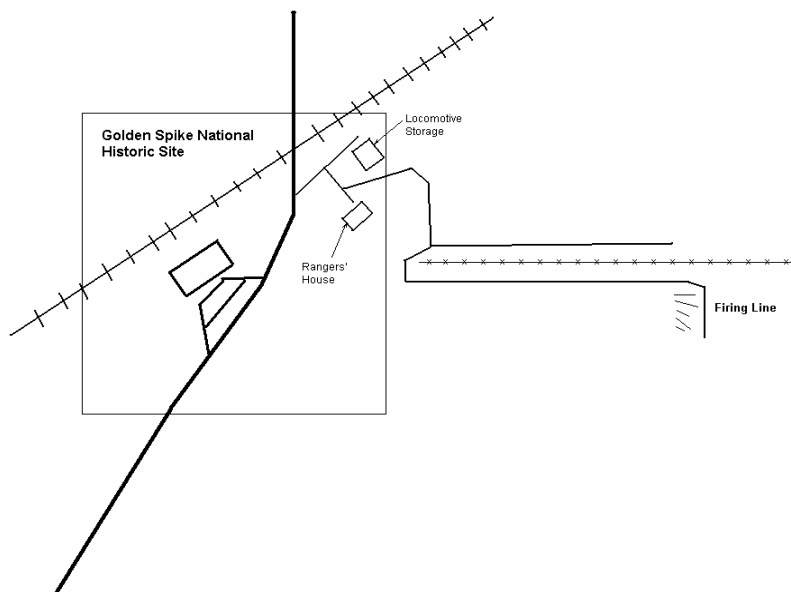 Golden Spike National
Historic Site
Locomotive
Storage
Rangers'
House
Firing Line